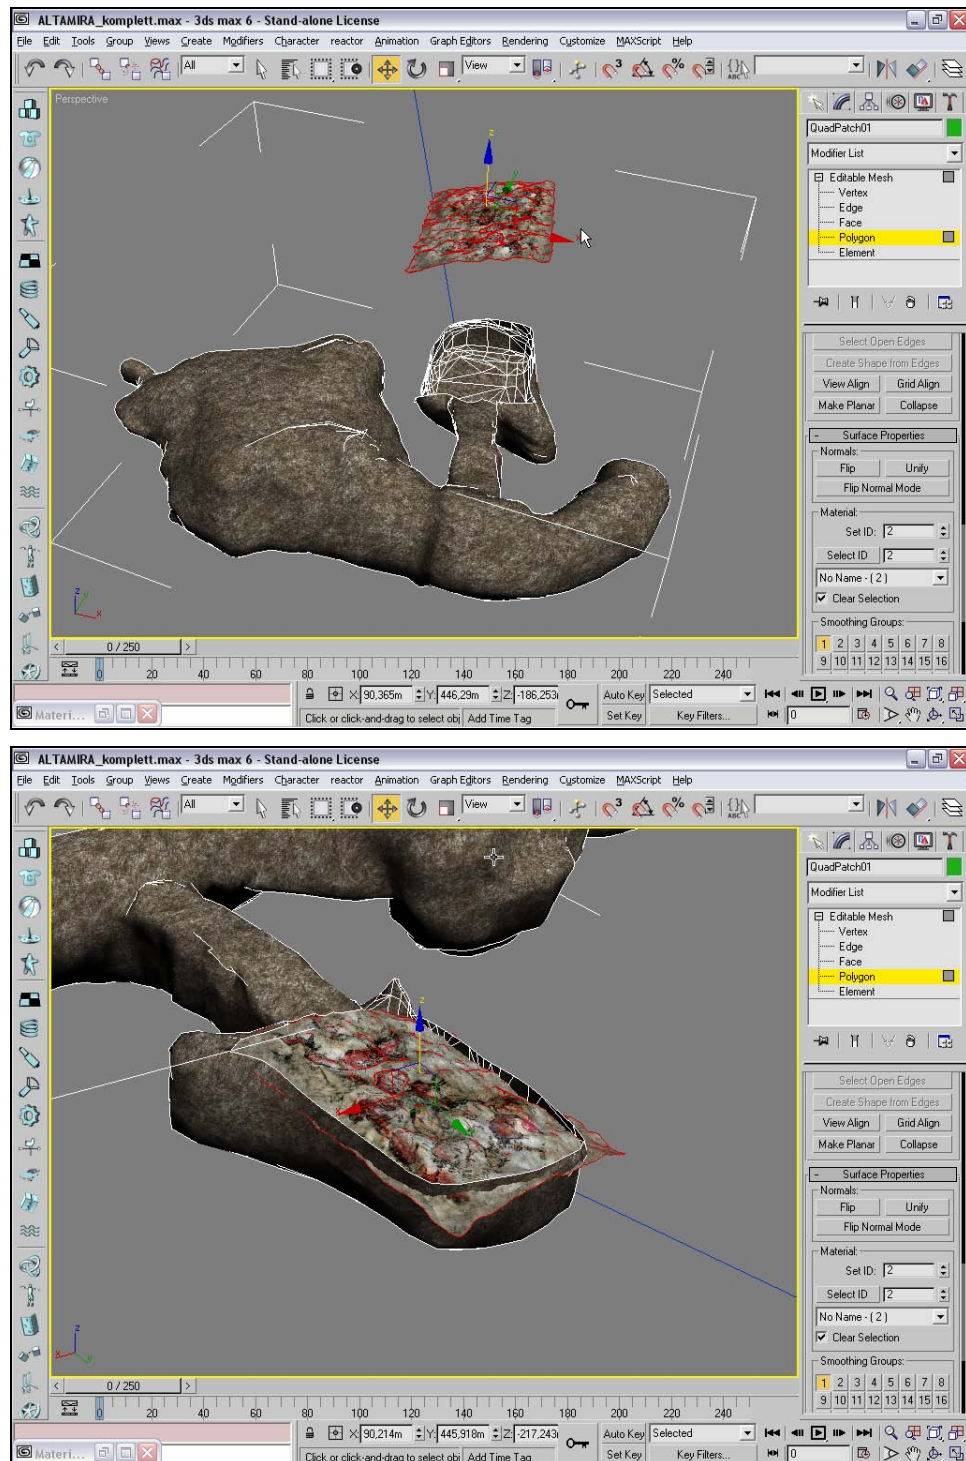 ALTAMIRA_komplett.max - 3ds max 6 - Stand-alone License
File Edit Tools Group Views Create Modifiers Character reactor Animation Graph Editors Rendering Customize MAXScript Help
All View
Perspective
QuadPatch01
Modifier List
Editable Mesh
Vertex
Edge
Face
Polygon
Element
Select Open Edges
Create Shape from Edges
View Align Grid Align
Make Planar Collapse
- Surface Properties
Normals:
Flip Unify
Flip Normal Mode
Material:
Set ID: 2
Select ID 2
No Name - ( 2 )
Clear Selection
Smoothing Groups:
1 2 3 4 5 6 7 8
9 10 11 12 13 14 15 16
z y x
< 0 / 250 >
0 20 40 60 80 100 120 140 160 180 200 220 240
X: 90,365m Y: 446,29m Z: -186,253
Auto Key Selected
Materi...
Click or click-and-drag to select obj Add Time Tag
Set Key Key Filters...
0
ALTAMIRA_komplett.max - 3ds max 6 - Stand-alone License
File Edit Tools Group Views Create Modifiers Character reactor Animation Graph Editors Rendering Customize MAXScript Help
All View
QuadPatch01
Modifier List
Editable Mesh
Vertex
Edge
Face
Polygon
Element
Select Open Edges
Create Shape from Edges
View Align Grid Align
Make Planar Collapse
- Surface Properties
Normals:
Flip Unify
Flip Normal Mode
Material:
Set ID: 2
Select ID 2
No Name - ( 2 )
Clear Selection
Smoothing Groups:
1 2 3 4 5 6 7 8
9 10 11 12 13 14 15 16
z x y
< 0 / 250 >
0 20 40 60 80 100 120 140 160 180 200 220 240
X: 90,214m Y: 445,918m Z: -217,243
Auto Key Selected
Materi...
Click or click-and-drag to select obj Add Time Tag
Set Key Key Filters...
0